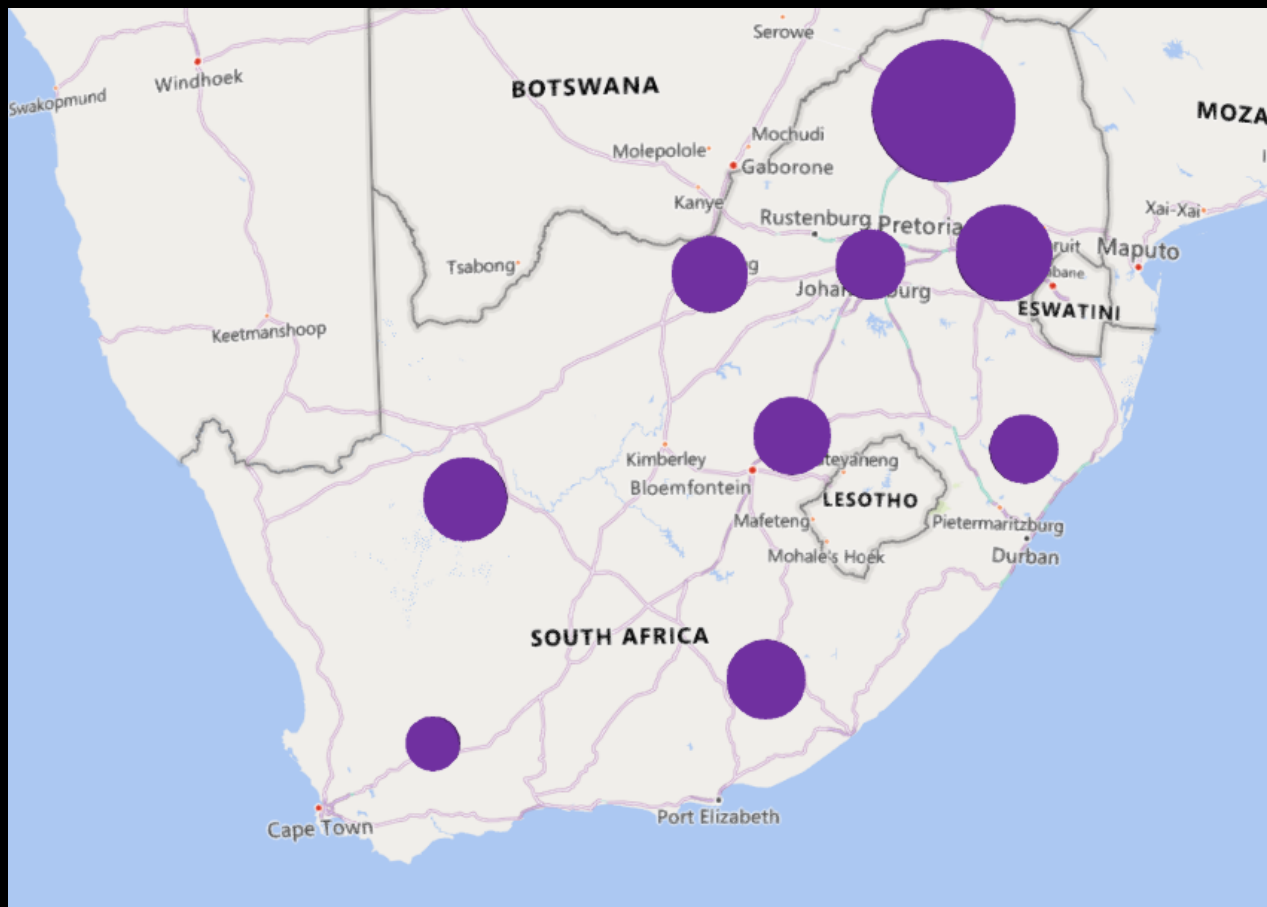 Serowe
Windhoek
BOTSWANA
Swakopmund
MOZA
Mochudi
Molepolole
Gaborone
Kanye
Xai-Xai
Rustenburg
Pretoria
Maputo
Tsabong
ESWATINI
Keetmanshoop
Kimberley
Bloemfontein
LESOTHO
Mafeteng
Pietermaritzburg
Mohale's Hoek
Durban
SOUTH AFRICA
Port Elizabeth
Cape Town